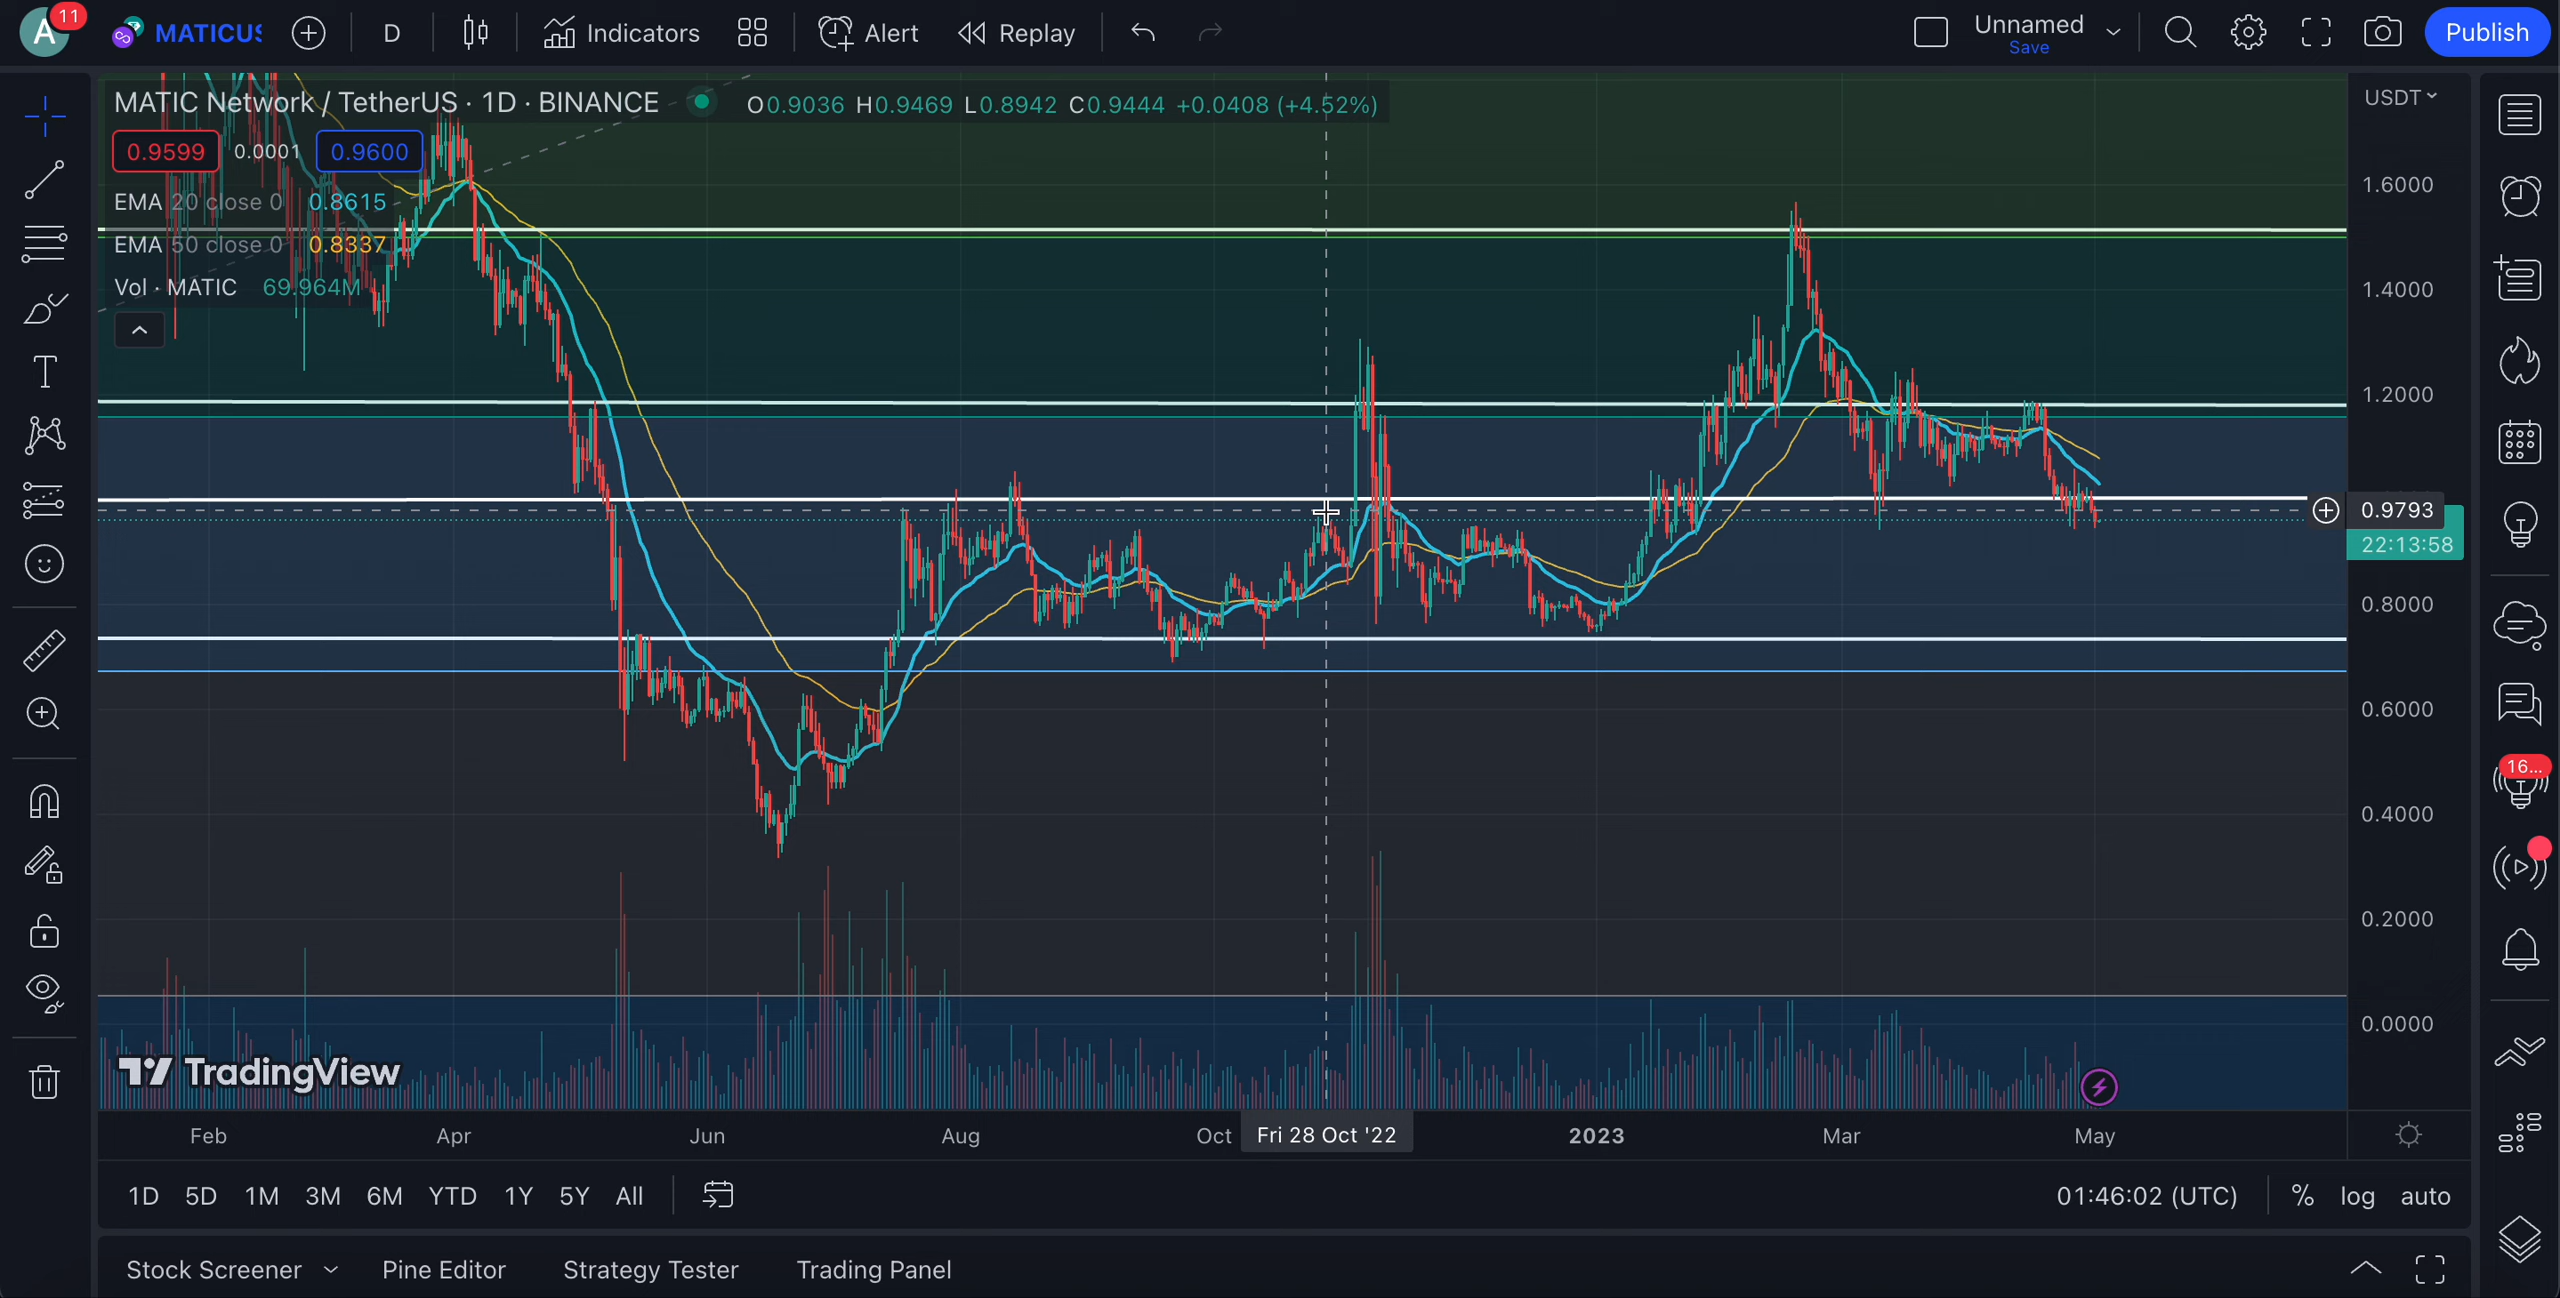 A 11 MATICUS D Indicators Alert Replay Unnamed Save Publish
MATIC Network / TetherUS · 1D · BINANCE O0.9036 H0.9469 L0.8942 C0.9444 +0.0408 (+4.52%)
USDT
0.9599 0.0001 0.9600
EMA 20 close 0 0.8615
EMA 50 close 0 0.8337
Vol · MATIC 69.964M
1.6000
1.4000
1.2000
0.9793
22:13:58
0.8000
0.6000
0.4000
0.2000
0.0000
16...
TradingView
Feb Apr Jun Aug Oct Fri 28 Oct '22 2023 Mar May
1D 5D 1M 3M 6M YTD 1Y 5Y All 01:46:02 (UTC) % log auto
Stock Screener Pine Editor Strategy Tester Trading Panel